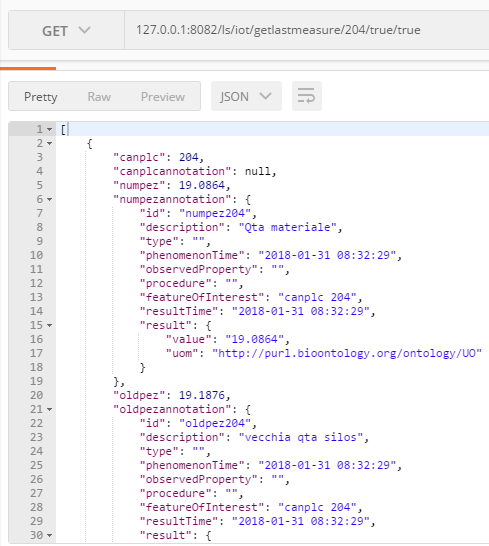 GET 127.0.0.1:8082/ls/iot/getlastmeasure/204/true/true
Pretty Raw Preview JSON
1 [
2 {
3 "canplc": 204,
4 "canplcannotation": null,
5 "numpez": 19.0864,
6 "numpezannotation": {
7 "id": "numpez204",
8 "description": "Qta materiale",
9 "type": "",
10 "phenomenonTime": "2018-01-31 08:32:29",
11 "observedProperty": "",
12 "procedure": "",
13 "featureOfInterest": "canplc 204",
14 "resultTime": "2018-01-31 08:32:29",
15 "result": {
16 "value": "19.0864",
17 "uom": "http://purl.bioontology.org/ontology/UO"
18 }
19 },
20 "oldpez": 19.1876,
21 "oldpezannotation": {
22 "id": "oldpez204",
23 "description": "vecchia qta silos",
24 "type": "",
25 "phenomenonTime": "2018-01-31 08:32:29",
26 "observedProperty": "",
27 "procedure": "",
28 "featureOfInterest": "canplc 204",
29 "resultTime": "2018-01-31 08:32:29",
30 "result": {